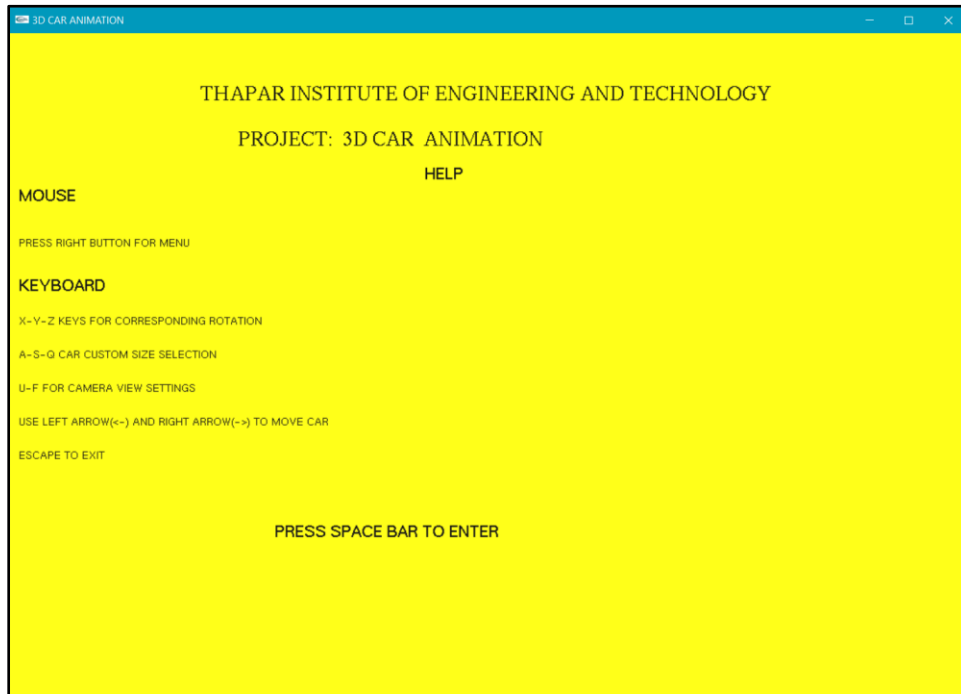 3D CAR ANIMATION
THAPAR INSTITUTE OF ENGINEERING AND TECHNOLOGY
PROJECT: 3D CAR ANIMATION
HELP
MOUSE
PRESS RIGHT BUTTON FOR MENU
KEYBOARD
X-Y-Z KEYS FOR CORRESPONDING ROTATION
A-S-Q CAR CUSTOM SIZE SELECTION
U-F FOR CAMERA VIEW SETTINGS
USE LEFT ARROW(<-) AND RIGHT ARROW(->) TO MOVE CAR
ESCAPE TO EXIT
PRESS SPACE BAR TO ENTER